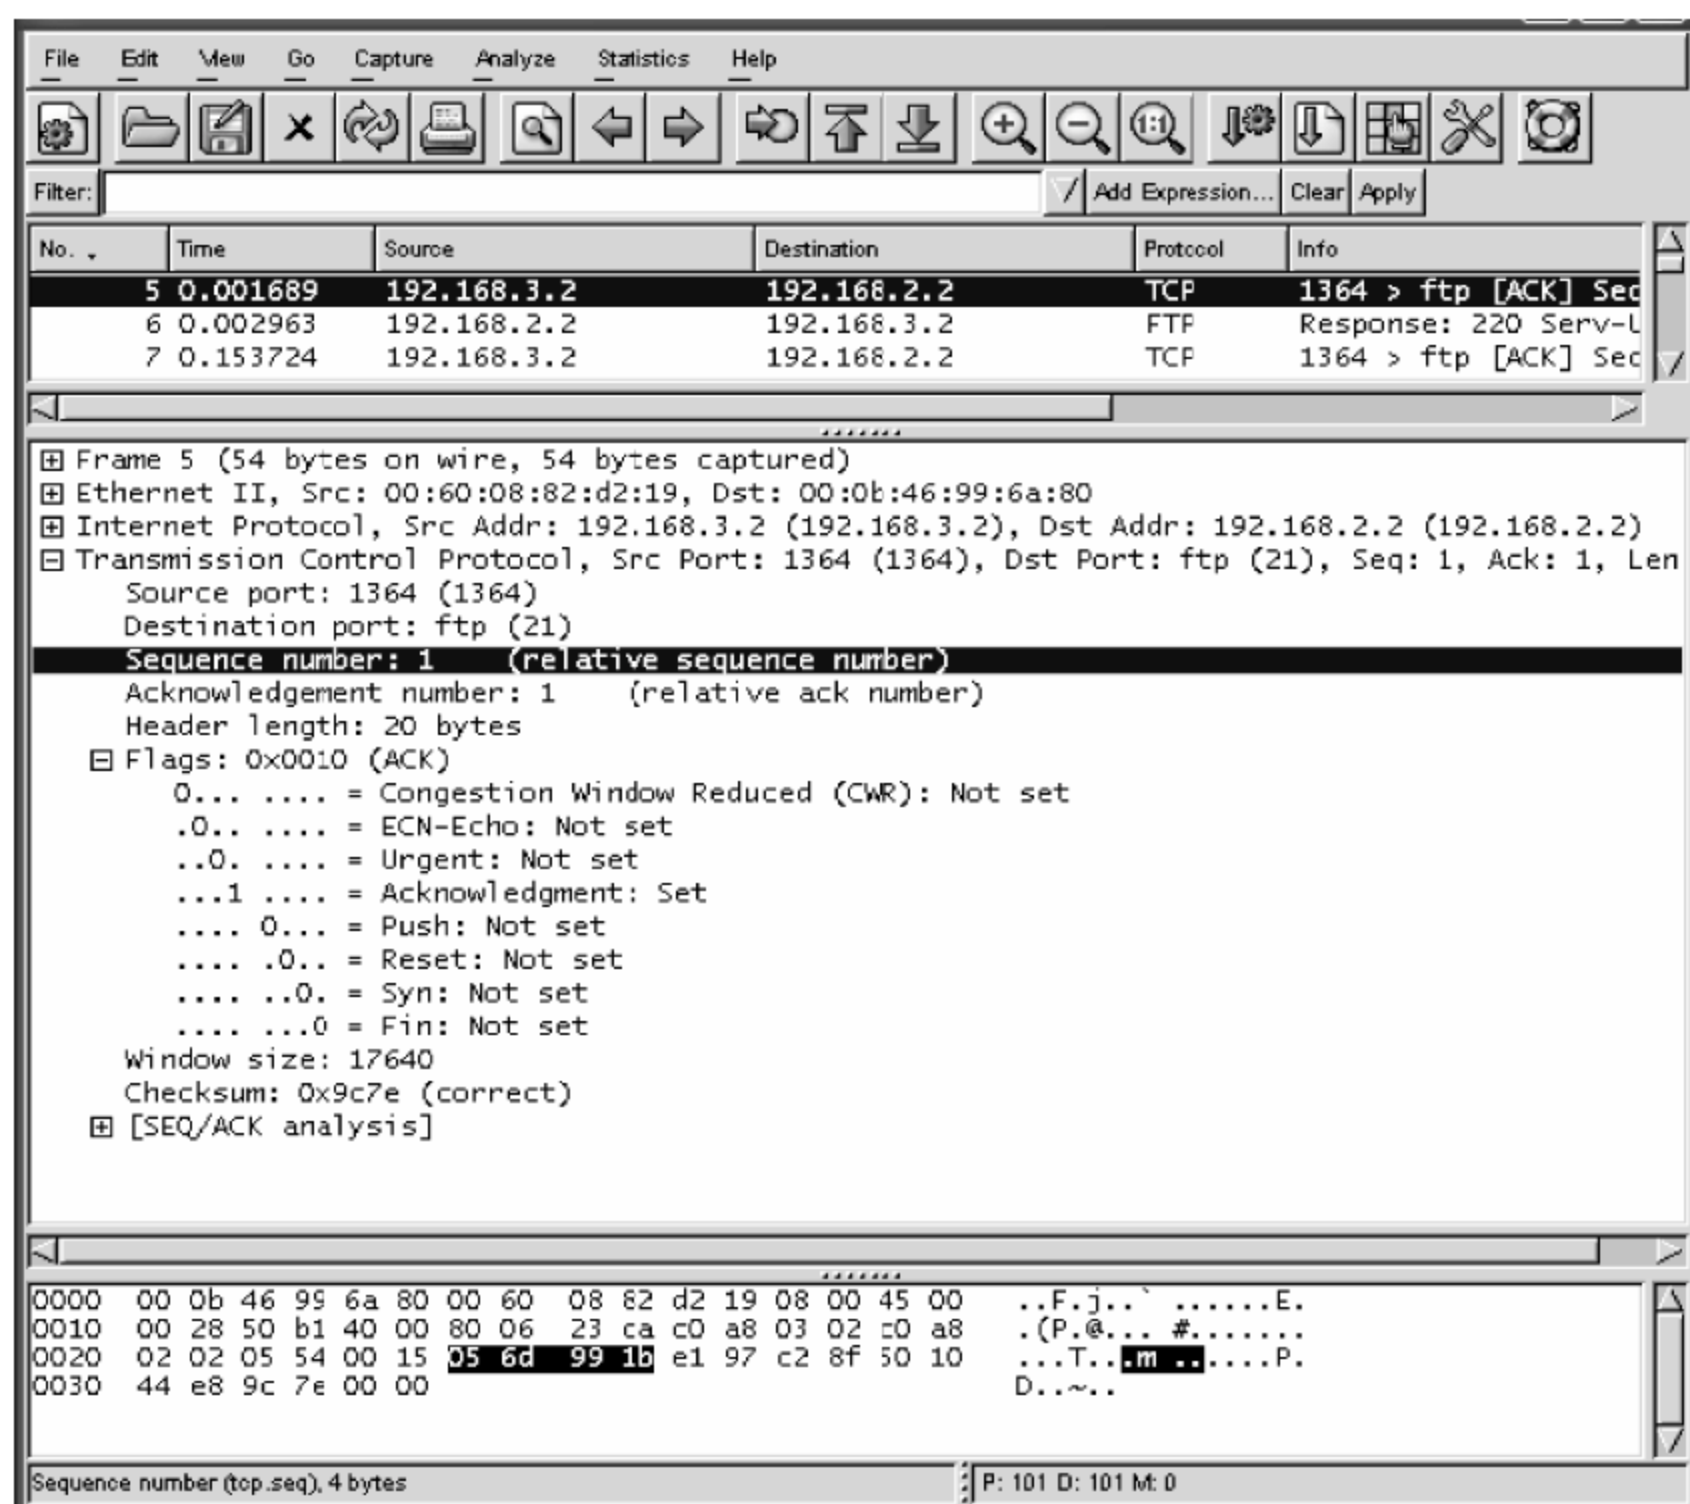 File Edit View Go Capture Analyze Statistics Help
Filter: Add Expression... Clear Apply
No. Time Source Destination Protocol Info
5 0.001689 192.168.3.2 192.168.2.2 TCP 1364 > ftp [ACK] Sec
6 0.002963 192.168.2.2 192.168.3.2 FTP Response: 220 Serv-L
7 0.153724 192.168.3.2 192.168.2.2 TCP 1364 > ftp [ACK] Sec
Frame 5 (54 bytes on wire, 54 bytes captured)
Ethernet II, Src: 00:60:08:82:d2:19, Dst: 00:0b:46:99:6a:80
Internet Protocol, Src Addr: 192.168.3.2 (192.168.3.2), Dst Addr: 192.168.2.2 (192.168.2.2)
Transmission Control Protocol, Src Port: 1364 (1364), Dst Port: ftp (21), Seq: 1, Ack: 1, Len
Source port: 1364 (1364)
Destination port: ftp (21)
Sequence number: 1 (relative sequence number)
Acknowledgement number: 1 (relative ack number)
Header length: 20 bytes
Flags: 0x0010 (ACK)
0... .... = Congestion Window Reduced (CWR): Not set
.0.. .... = ECN-Echo: Not set
..0. .... = Urgent: Not set
...1 .... = Acknowledgment: Set
.... 0... = Push: Not set
.... .0.. = Reset: Not set
.... ..0. = Syn: Not set
.... ...0 = Fin: Not set
Window size: 17640
Checksum: 0x9c7e (correct)
[SEQ/ACK analysis]
0000 00 0b 46 99 6a 80 00 60 08 82 d2 19 08 00 45 00 ..F.j..` ......E.
0010 00 28 50 b1 40 00 80 06 23 ca c0 a8 03 02 c0 a8 .(P.@... #.......
0020 02 02 05 54 00 15 05 6d 99 1b e1 97 c2 8f 50 10 ...T...m ......P.
0030 44 e8 9c 7e 00 00 D..~..
Sequence number (tcp.seq), 4 bytes P: 101 D: 101 M: 0